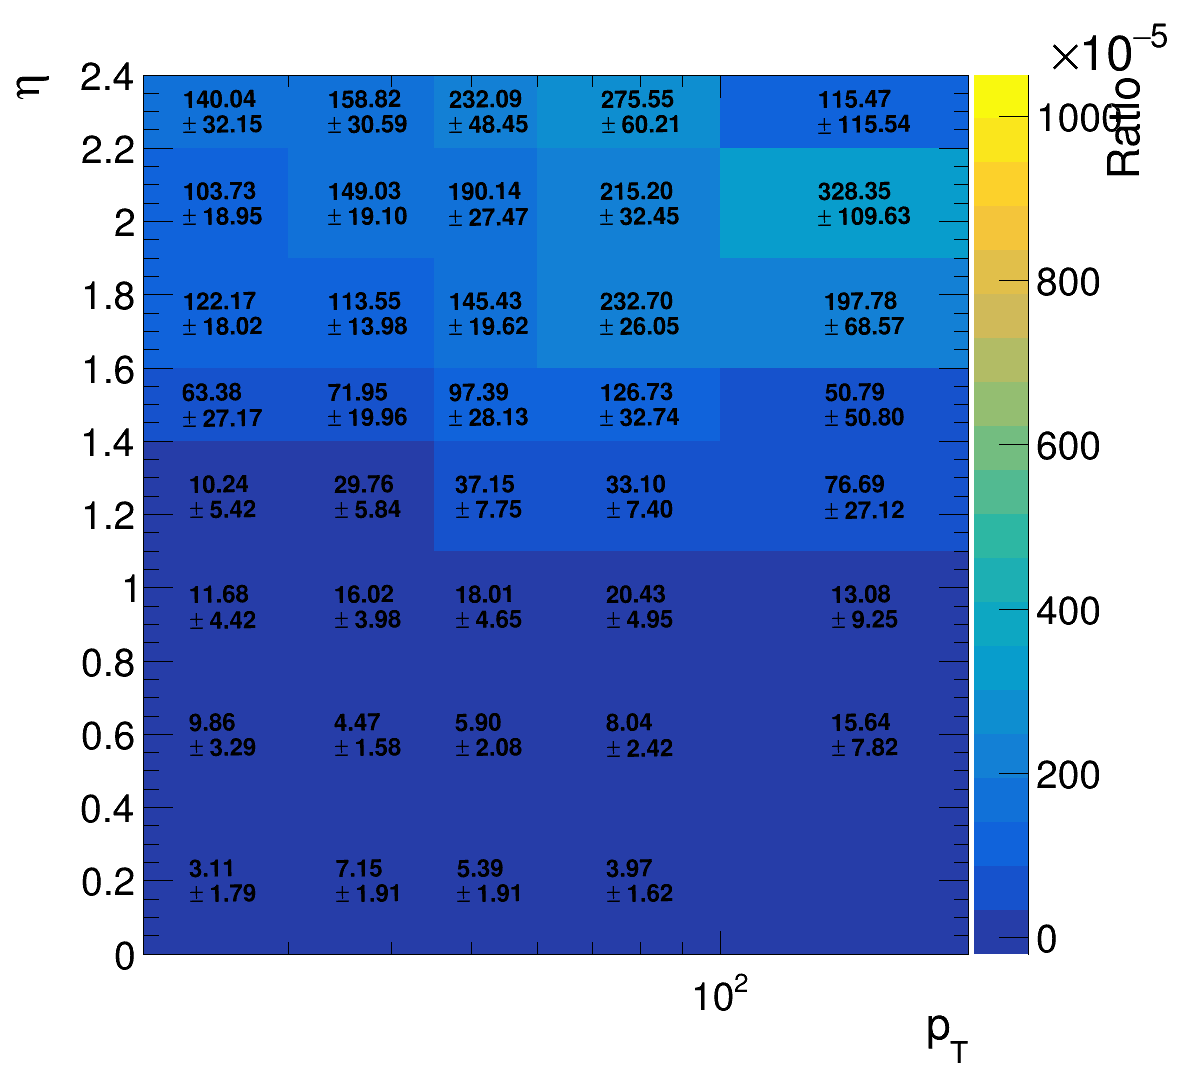 ×10⁻⁵
η
2.4
140.04 158.82 232.09 275.55 115.47
± 32.15 ± 30.59 ± 48.45 ± 60.21 ± 115.54
1000
Ratio
2.2
103.73 149.03 190.14 215.20 328.35
± 18.95 ± 19.10 ± 27.47 ± 32.45 ± 109.63
2
1.8
800
122.17 113.55 145.43 232.70 197.78
± 18.02 ± 13.98 ± 19.62 ± 26.05 ± 68.57
1.6
63.38 71.95 97.39 126.73 50.79
± 27.17 ± 19.96 ± 28.13 ± 32.74 ± 50.80
1.4
600
10.24 29.76 37.15 33.10 76.69
± 5.42 ± 5.84 ± 7.75 ± 7.40 ± 27.12
1.2
1
11.68 16.02 18.01 20.43 13.08
± 4.42 ± 3.98 ± 4.65 ± 4.95 ± 9.25
400
0.8
9.86 4.47 5.90 8.04 15.64
± 3.29 ± 1.58 ± 2.08 ± 2.42 ± 7.82
0.6
200
0.4
3.11 7.15 5.39 3.97
± 1.79 ± 1.91 ± 1.91 ± 1.62
0.2
0
0
10²
p_T